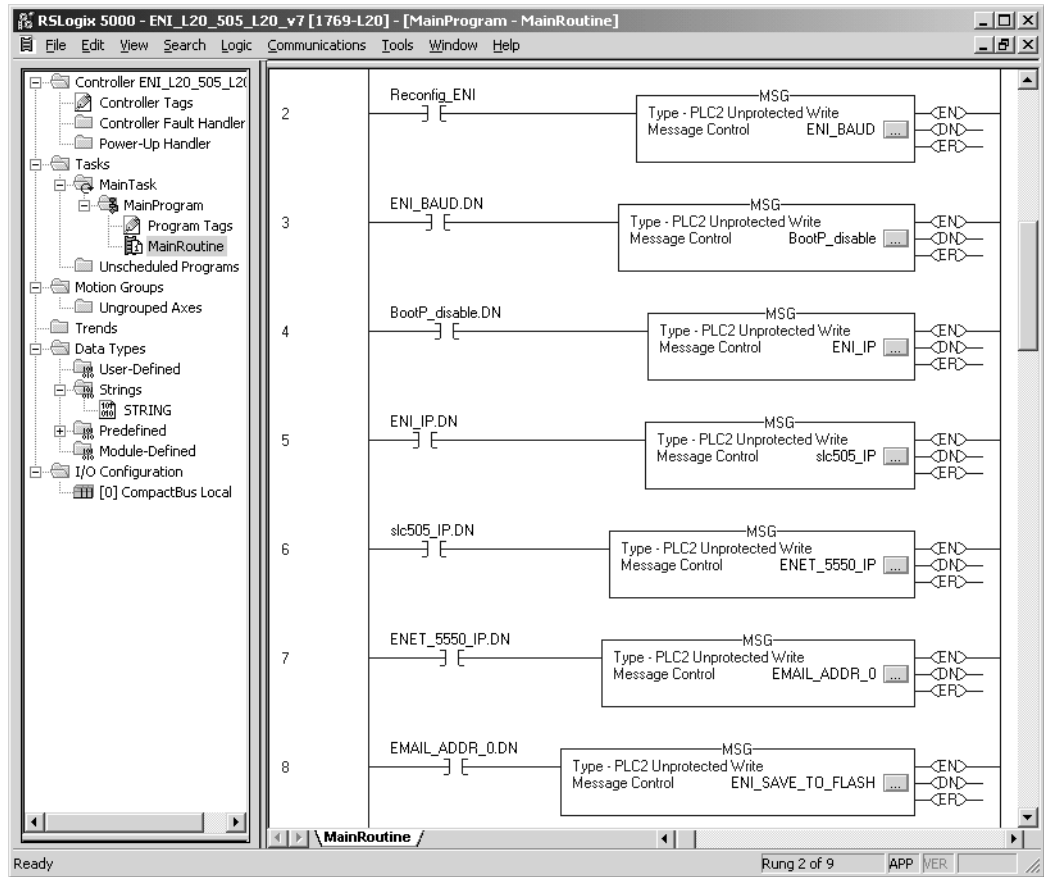 RSLogix 5000 - ENI_L20_505_L20_v7 [1769-L20] - [MainProgram - MainRoutine]
File Edit View Search Logic Communications Tools Window Help
Controller ENI_L20_505_L20
Controller Tags
Controller Fault Handler
Power-Up Handler
Tasks
MainTask
MainProgram
Program Tags
MainRoutine
Unscheduled Programs
Motion Groups
Ungrouped Axes
Trends
Data Types
User-Defined
Strings
STRING
Predefined
Module-Defined
I/O Configuration
[0] CompactBus Local
2
Reconfig_ENI
MSG
Type - PLC2 Unprotected Write
Message Control ENI_BAUD ...
EN
DN
ER
3
ENI_BAUD.DN
MSG
Type - PLC2 Unprotected Write
Message Control BootP_disable ...
EN
DN
ER
4
BootP_disable.DN
MSG
Type - PLC2 Unprotected Write
Message Control ENI_IP ...
EN
DN
ER
5
ENI_IP.DN
MSG
Type - PLC2 Unprotected Write
Message Control slc505_IP ...
EN
DN
ER
6
slc505_IP.DN
MSG
Type - PLC2 Unprotected Write
Message Control ENET_5550_IP ...
EN
DN
ER
7
ENET_5550_IP.DN
MSG
Type - PLC2 Unprotected Write
Message Control EMAIL_ADDR_0 ...
EN
DN
ER
8
EMAIL_ADDR_0.DN
MSG
Type - PLC2 Unprotected Write
Message Control ENI_SAVE_TO_FLASH ...
EN
DN
ER
MainRoutine
Ready
Rung 2 of 9
APP
VER